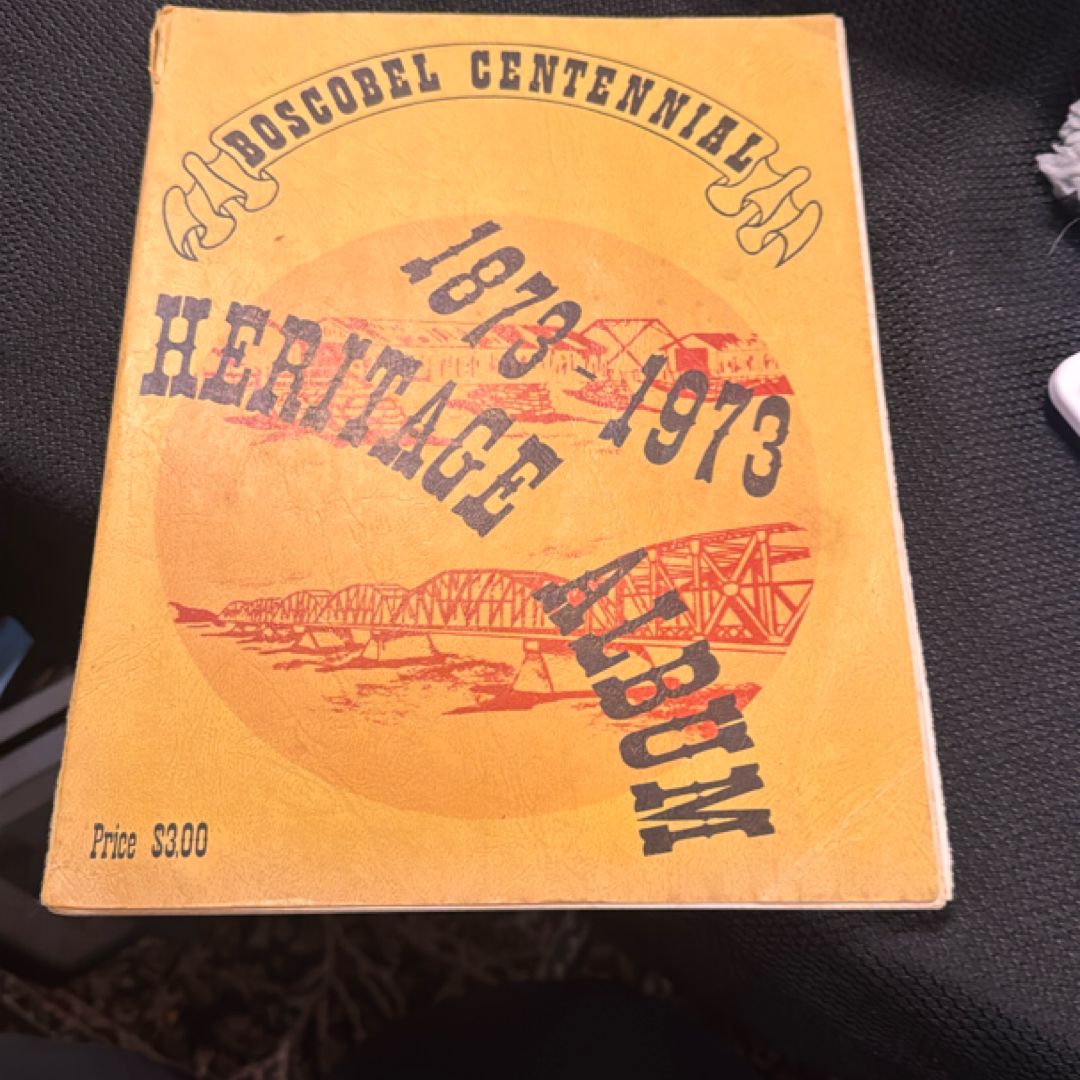 BOSCOBEL CENTENNIAL
1873-1973
HERITAGE
ALBUM
Price $3.00